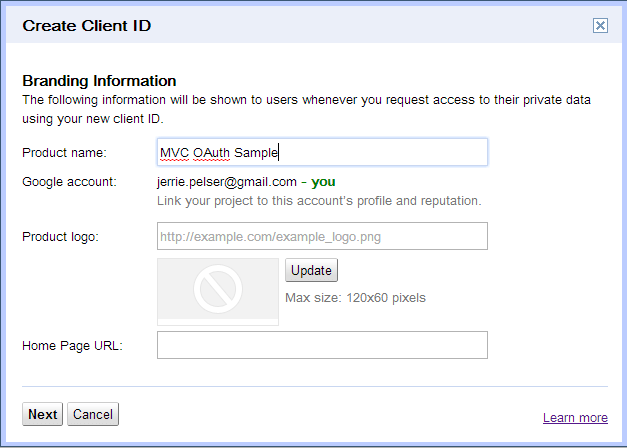 Create Client ID
Branding Information
The following information will be shown to users whenever you request access to their private data
using your new client ID.
Product name: MVC OAuth Sample
Google account: jerrie.pelser@gmail.com - you
Link your project to this account's profile and reputation.
Product logo: http://example.com/example_logo.png
Update
Max size: 120x60 pixels
Home Page URL:
Next Cancel Learn more